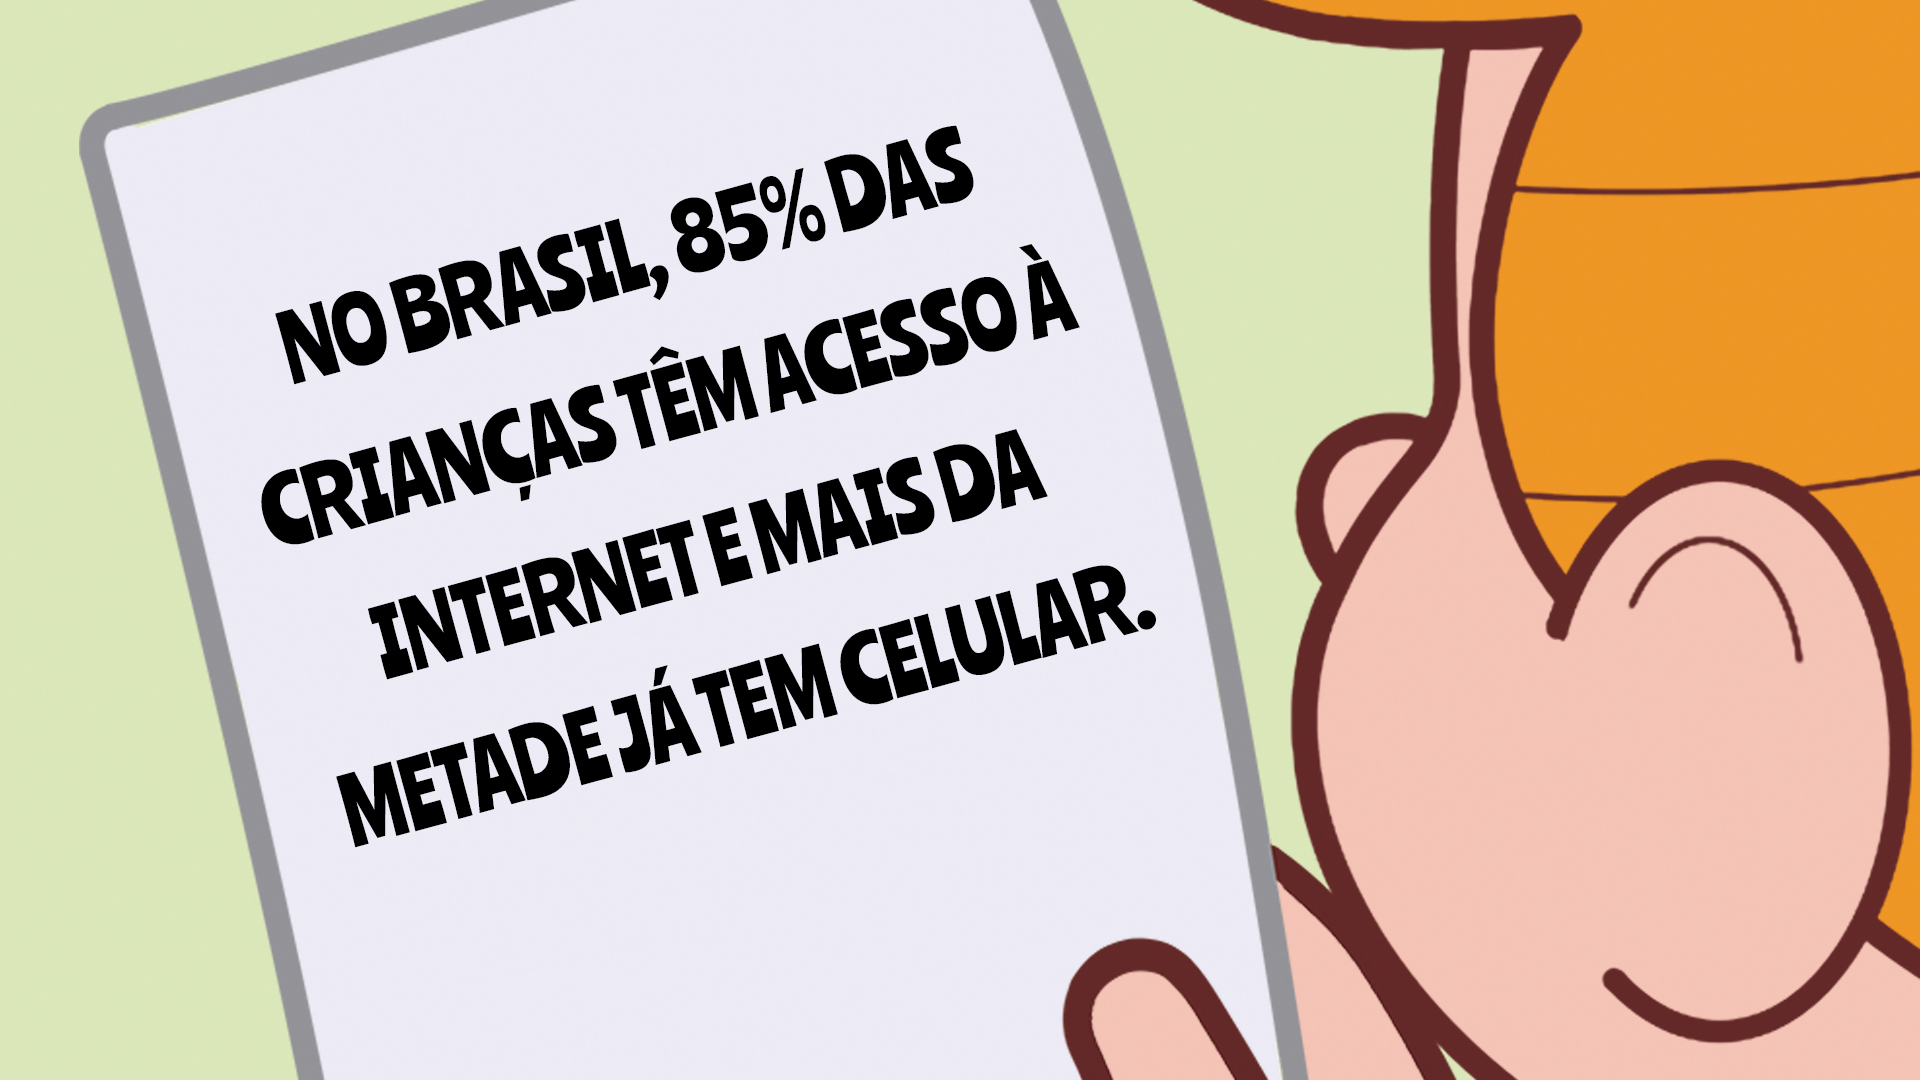 NO BRASIL, 85% DAS
CRIANÇAS TÊM ACESSO À
INTERNET E MAIS DA
METADE JÁ TEM CELULAR.